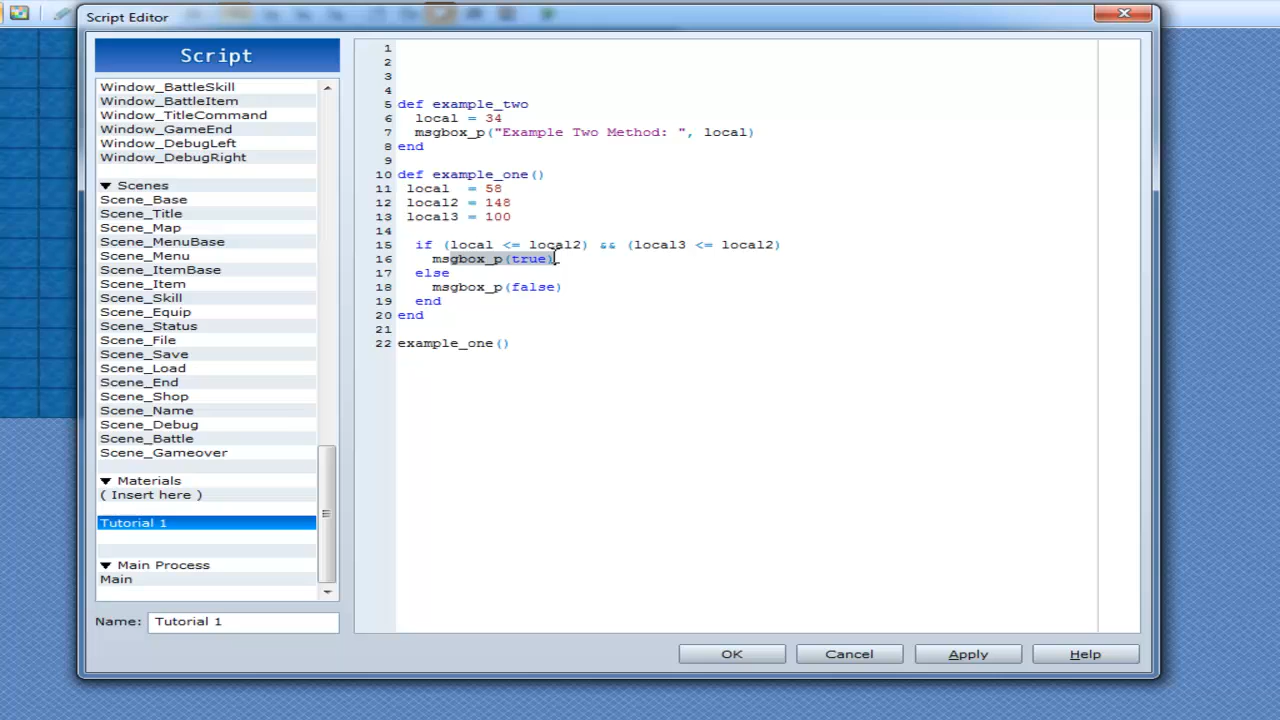 Script Editor
Script
Window_BattleSkill
Window_BattleItem
Window_TitleCommand
Window_GameEnd
Window_DebugLeft
Window_DebugRight
▼ Scenes
Scene_Base
Scene_Title
Scene_Map
Scene_MenuBase
Scene_Menu
Scene_ItemBase
Scene_Item
Scene_Skill
Scene_Equip
Scene_Status
Scene_File
Scene_Save
Scene_Load
Scene_End
Scene_Shop
Scene_Name
Scene_Debug
Scene_Battle
Scene_Gameover
▼ Materials
( Insert here )
Tutorial 1
▼ Main Process
Main
Name: Tutorial 1
1
2
3
4
5 def example_two
6   local = 34
7   msgbox_p("Example Two Method: ", local)
8 end
9
10 def example_one()
11  local  = 58
12  local2 = 148
13  local3 = 100
14
15   if (local <= local2) && (local3 <= local2)
16     msgbox_p(true)
17   else
18     msgbox_p(false)
19   end
20 end
21
22 example_one()
OK Cancel Apply Help